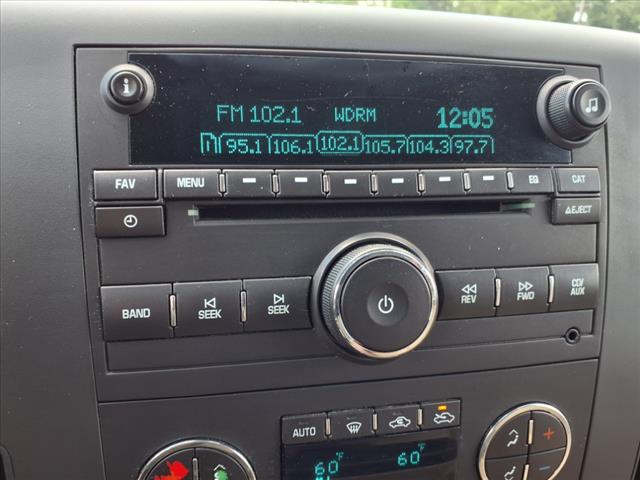 i
FM 102.1 WDRM 12:05
95.1 106.1 102.1 105.7 104.3 97.7
FAV MENU EQ CAT
EJECT
BAND SEEK SEEK REV FWD CD/AUX
AUTO
60°F 60°F